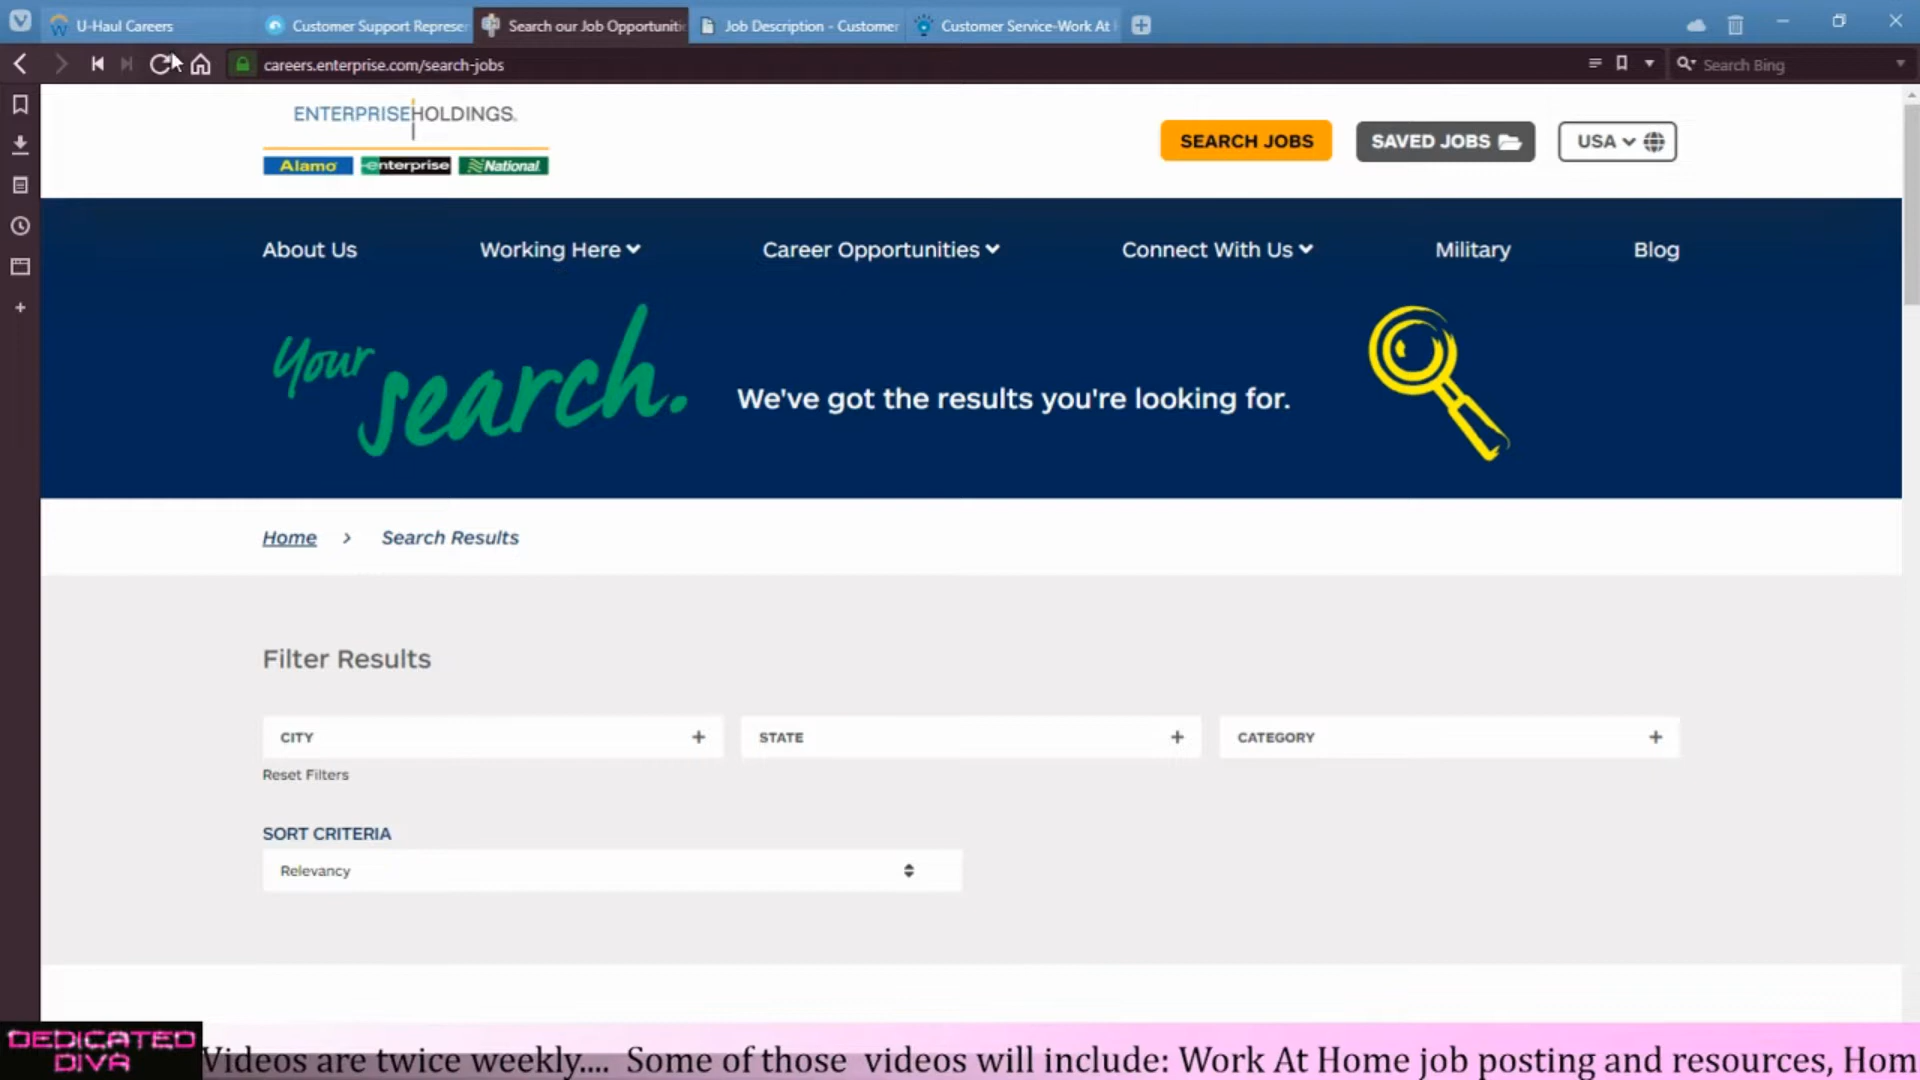 U-Haul Careers
Customer Support Represe
Search our Job Opportuniti
Job Description - Customer
Customer Service-Work At H
careers.enterprise.com/search-jobs
Search Bing
ENTERPRISEHOLDINGS.
Alamo enterprise National
SEARCH JOBS
SAVED JOBS
USA
About Us
Working Here
Career Opportunities
Connect With Us
Military
Blog
Your search.
We've got the results you're looking for.
Home > Search Results
Filter Results
CITY +
STATE +
CATEGORY +
Reset Filters
SORT CRITERIA
Relevancy
DEDICATED
DIVA
Videos are twice weekly.... Some of those videos will include: Work At Home job posting and resources, Hom